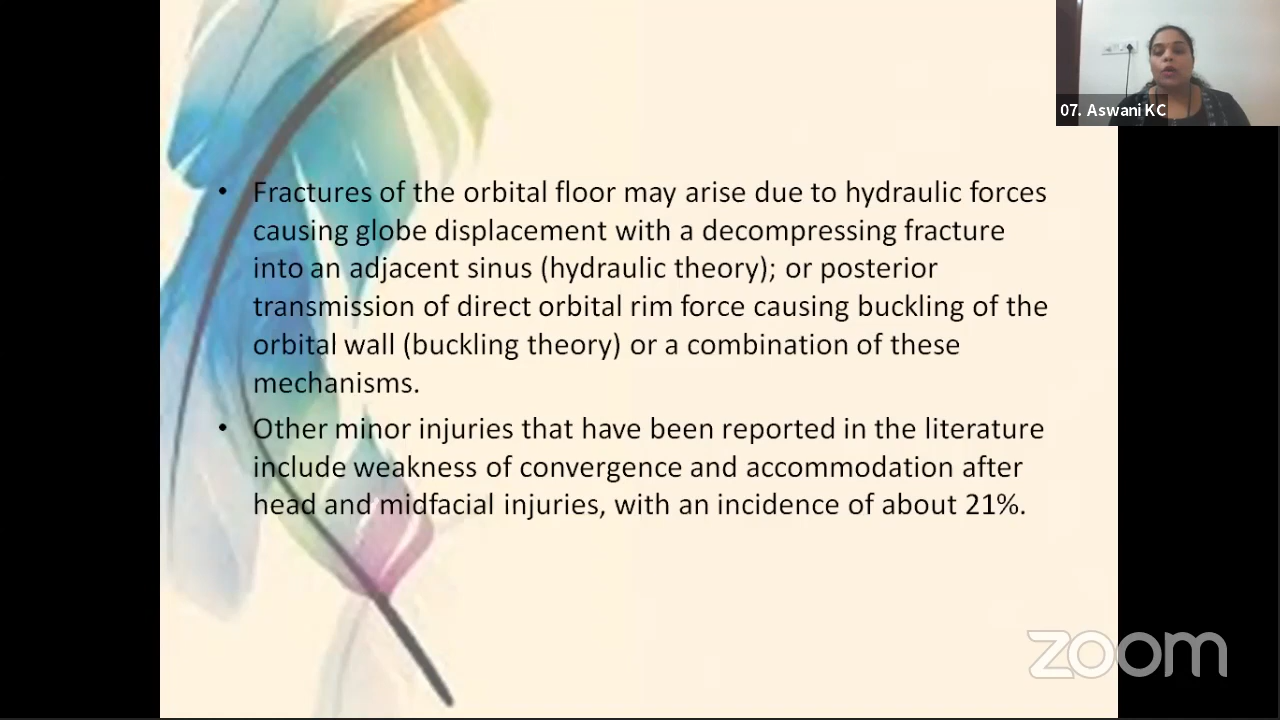 07. Aswani KC
• Fractures of the orbital floor may arise due to hydraulic forces
causing globe displacement with a decompressing fracture
into an adjacent sinus (hydraulic theory); or posterior
transmission of direct orbital rim force causing buckling of the
orbital wall (buckling theory) or a combination of these
mechanisms.
• Other minor injuries that have been reported in the literature
include weakness of convergence and accommodation after
head and midfacial injuries, with an incidence of about 21%.
zoom